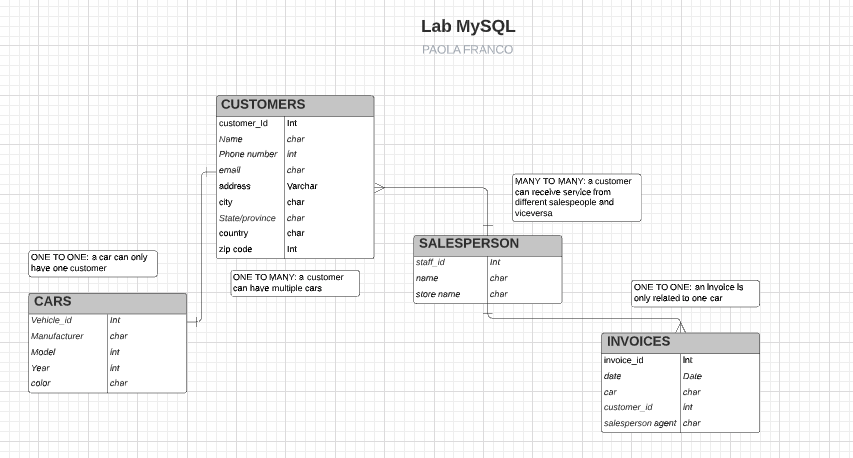 Lab MySQL
PAOLA FRANCO
CUSTOMERS
customer_Id Int
Name char
Phone number int
email char
address Varchar
city char
State/province char
country char
zip code Int
MANY TO MANY: a customer
can receive service from
different salespeople and
viceversa
SALESPERSON
staff_id Int
name char
store name char
ONE TO ONE: a car can only
have one customer
ONE TO MANY: a customer
can have multiple cars
CARS
Vehicle_id Int
Manufacturer char
Model int
Year int
color char
ONE TO ONE: an Invoice is
only related to one car
INVOICES
invoice_id Int
date Date
car char
customer_id int
salesperson agent char